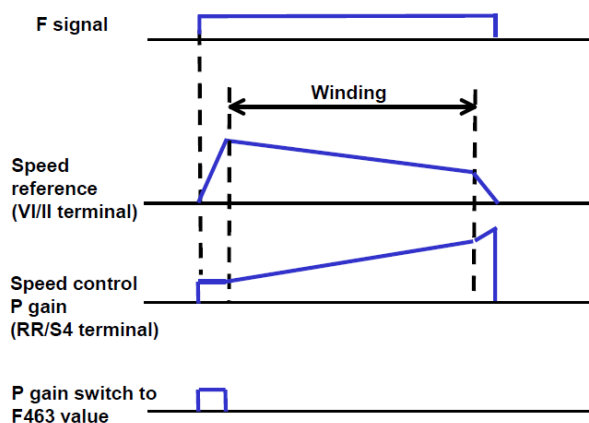 F signal
Winding
Speed
reference
(VI/II terminal)
Speed control
P gain
(RR/S4 terminal)
P gain switch to
F463 value